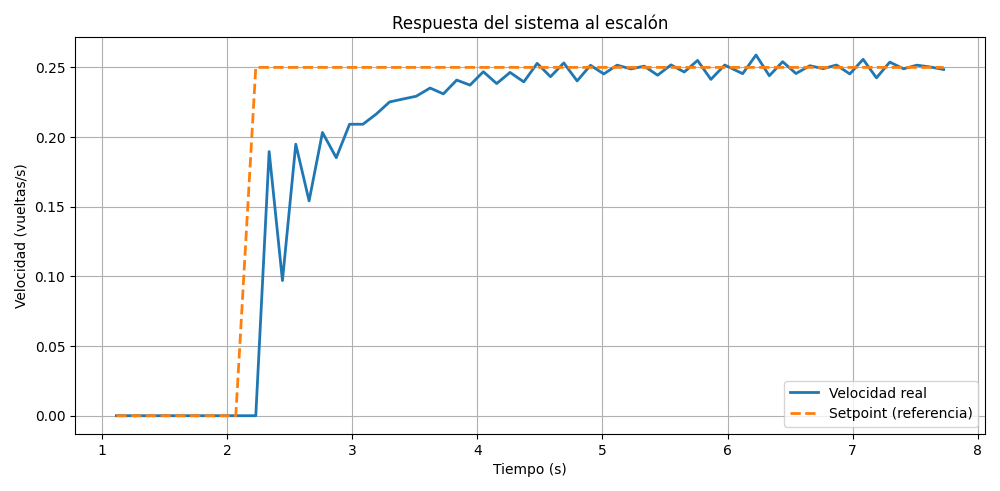 Respuesta del sistema al escalón
Velocidad (vueltas/s)
0.25
0.20
0.15
0.10
0.05
0.00
1 2 3 4 5 6 7 8
Tiempo (s)
Velocidad real
Setpoint (referencia)